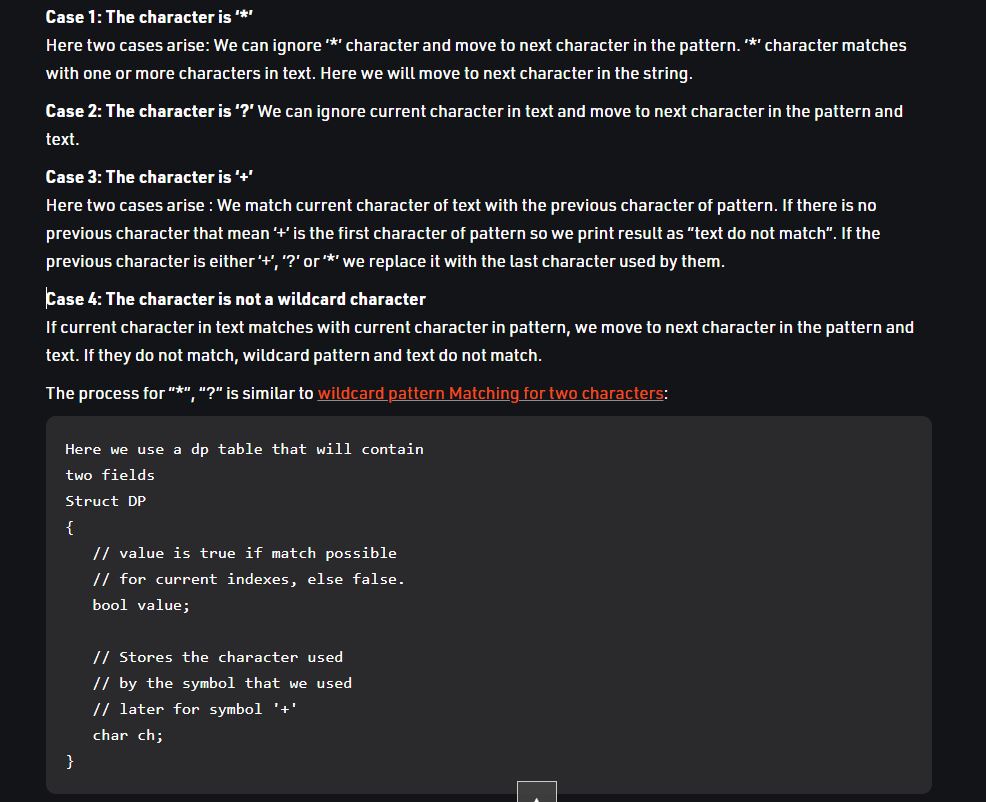 Case 1: The character is ‘*’
Here two cases arise: We can ignore ‘*’ character and move to next character in the pattern. ‘*’ character matches
with one or more characters in text. Here we will move to next character in the string.
Case 2: The character is ‘?’ We can ignore current character in text and move to next character in the pattern and
text.
Case 3: The character is ‘+’
Here two cases arise : We match current character of text with the previous character of pattern. If there is no
previous character that mean ‘+’ is the first character of pattern so we print result as “text do not match”. If the
previous character is either ‘+’, ‘?’ or ‘*’ we replace it with the last character used by them.
Case 4: The character is not a wildcard character
If current character in text matches with current character in pattern, we move to next character in the pattern and
text. If they do not match, wildcard pattern and text do not match.
The process for “*”, “?” is similar to wildcard pattern Matching for two characters:
Here we use a dp table that will contain
two fields
Struct DP
{
// value is true if match possible
// for current indexes, else false.
bool value;
// Stores the character used
// by the symbol that we used
// later for symbol '+'
char ch;
}